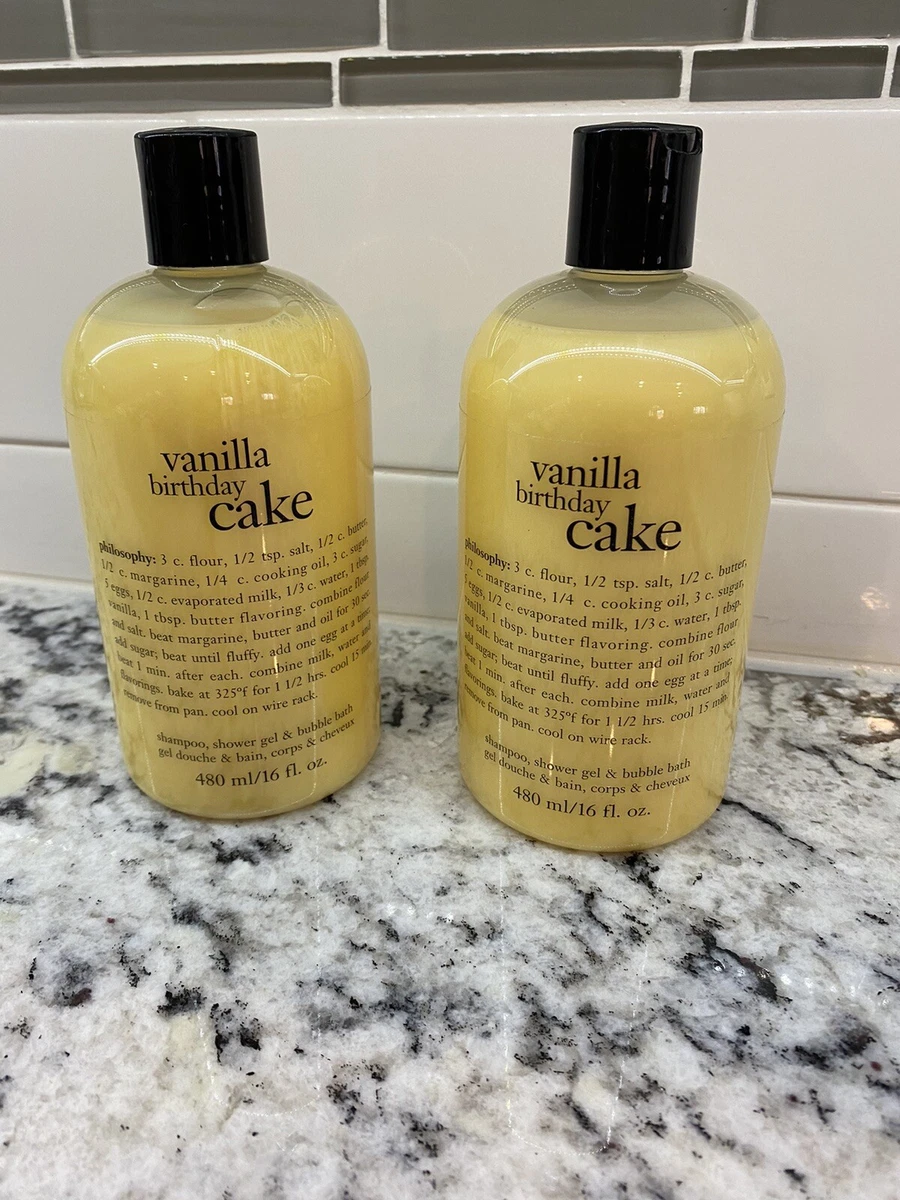 vanilla
birthday
cake
philosophy: 3 c. flour, 1/2 tsp. salt, 1/2 c. butter,
1/2 c. margarine, 1/4 c. cooking oil, 3 c. sugar,
5 eggs, 1/2 c. evaporated milk, 1/3 c. water, 1 tbsp.
vanilla, 1 tbsp. butter flavoring. combine flour
and salt. beat margarine, butter and oil for 30 sec.
add sugar; beat until fluffy. add one egg at a time;
beat 1 min. after each. combine milk, water and
flavorings. bake at 325°f for 1 1/2 hrs. cool 15 min.
remove from pan. cool on wire rack.
shampoo, shower gel & bubble bath
gel douche & bain, corps & cheveux
480 ml/16 fl. oz.
vanilla
birthday
cake
philosophy: 3 c. flour, 1/2 tsp. salt, 1/2 c. butter,
1/2 c. margarine, 1/4 c. cooking oil, 3 c. sugar,
5 eggs, 1/2 c. evaporated milk, 1/3 c. water, 1 tbsp.
vanilla, 1 tbsp. butter flavoring. combine flour
and salt. beat margarine, butter and oil for 30 sec.
add sugar; beat until fluffy. add one egg at a time;
beat 1 min. after each. combine milk, water and
flavorings. bake at 325°f for 1 1/2 hrs. cool 15 min.
remove from pan. cool on wire rack.
shampoo, shower gel & bubble bath
gel douche & bain, corps & cheveux
480 ml/16 fl. oz.